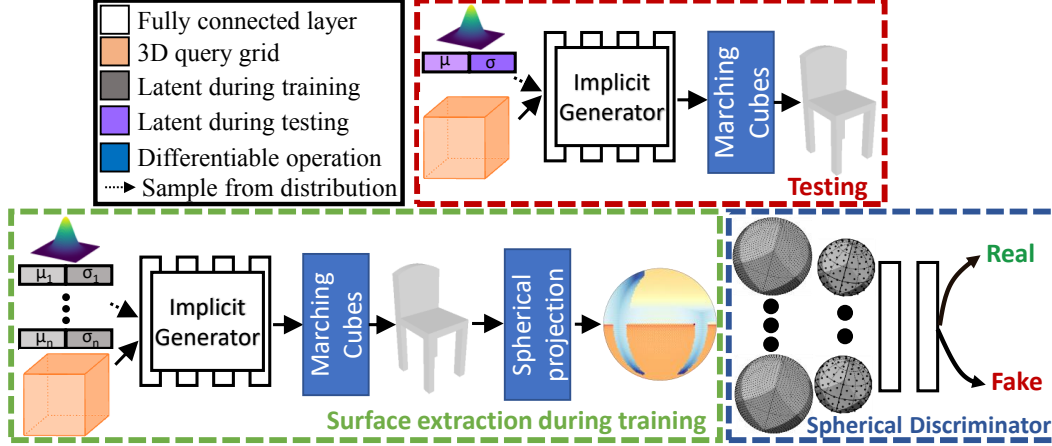 Fully connected layer
3D query grid
Latent during training
Latent during testing
Differentiable operation
Sample from distribution
μ σ
Implicit
Generator
Marching
Cubes
Testing
μ1 σ1
μn σn
Implicit
Generator
Marching
Cubes
Spherical
projection
Surface extraction during training
Real
Fake
Spherical Discriminator